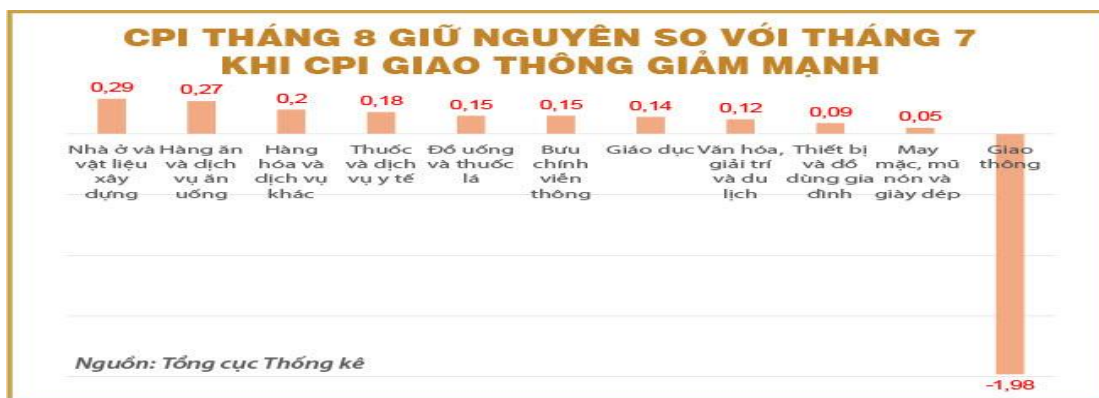 CPI THÁNG 8 GIỮ NGUYÊN SO VỚI THÁNG 7
KHI CPI GIAO THÔNG GIẢM MẠNH
0,29
0,27
0,2
0,18
0,15
0,15
0,14
0,12
0,09
0,05
Nhà ở và
vật liệu
xây
dựng
Hàng ăn
và dịch
vụ ăn
uống
Hàng
hóa và
dịch vụ
khác
Thuốc
và dịch
vụ y tế
Đồ uống
và thuốc
lá
Bưu
chính
viễn
thông
Giáo dục
Văn hóa,
giải trí
và du
lịch
Thiết bị
và đồ
dùng gia
đình
May
mặc, mũ
nón và
giày dép
Giao
thông
-1,98
Nguồn: Tổng cục Thống kê